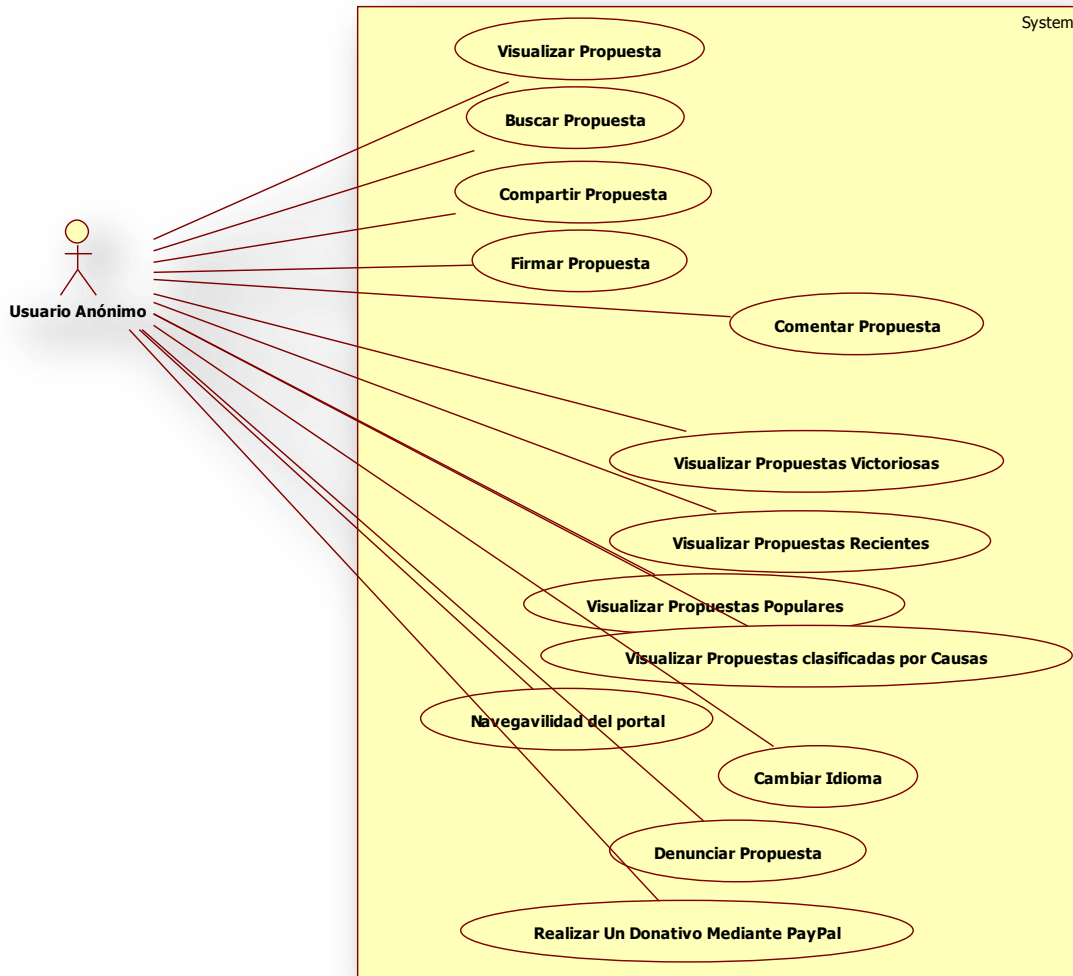 System
Visualizar Propuesta
Buscar Propuesta
Compartir Propuesta
Firmar Propuesta
Usuario Anónimo
Comentar Propuesta
Visualizar Propuestas Victoriosas
Visualizar Propuestas Recientes
Visualizar Propuestas Populares
Visualizar Propuestas clasificadas por Causas
Navegavilidad del portal
Cambiar Idioma
Denunciar Propuesta
Realizar Un Donativo Mediante PayPal